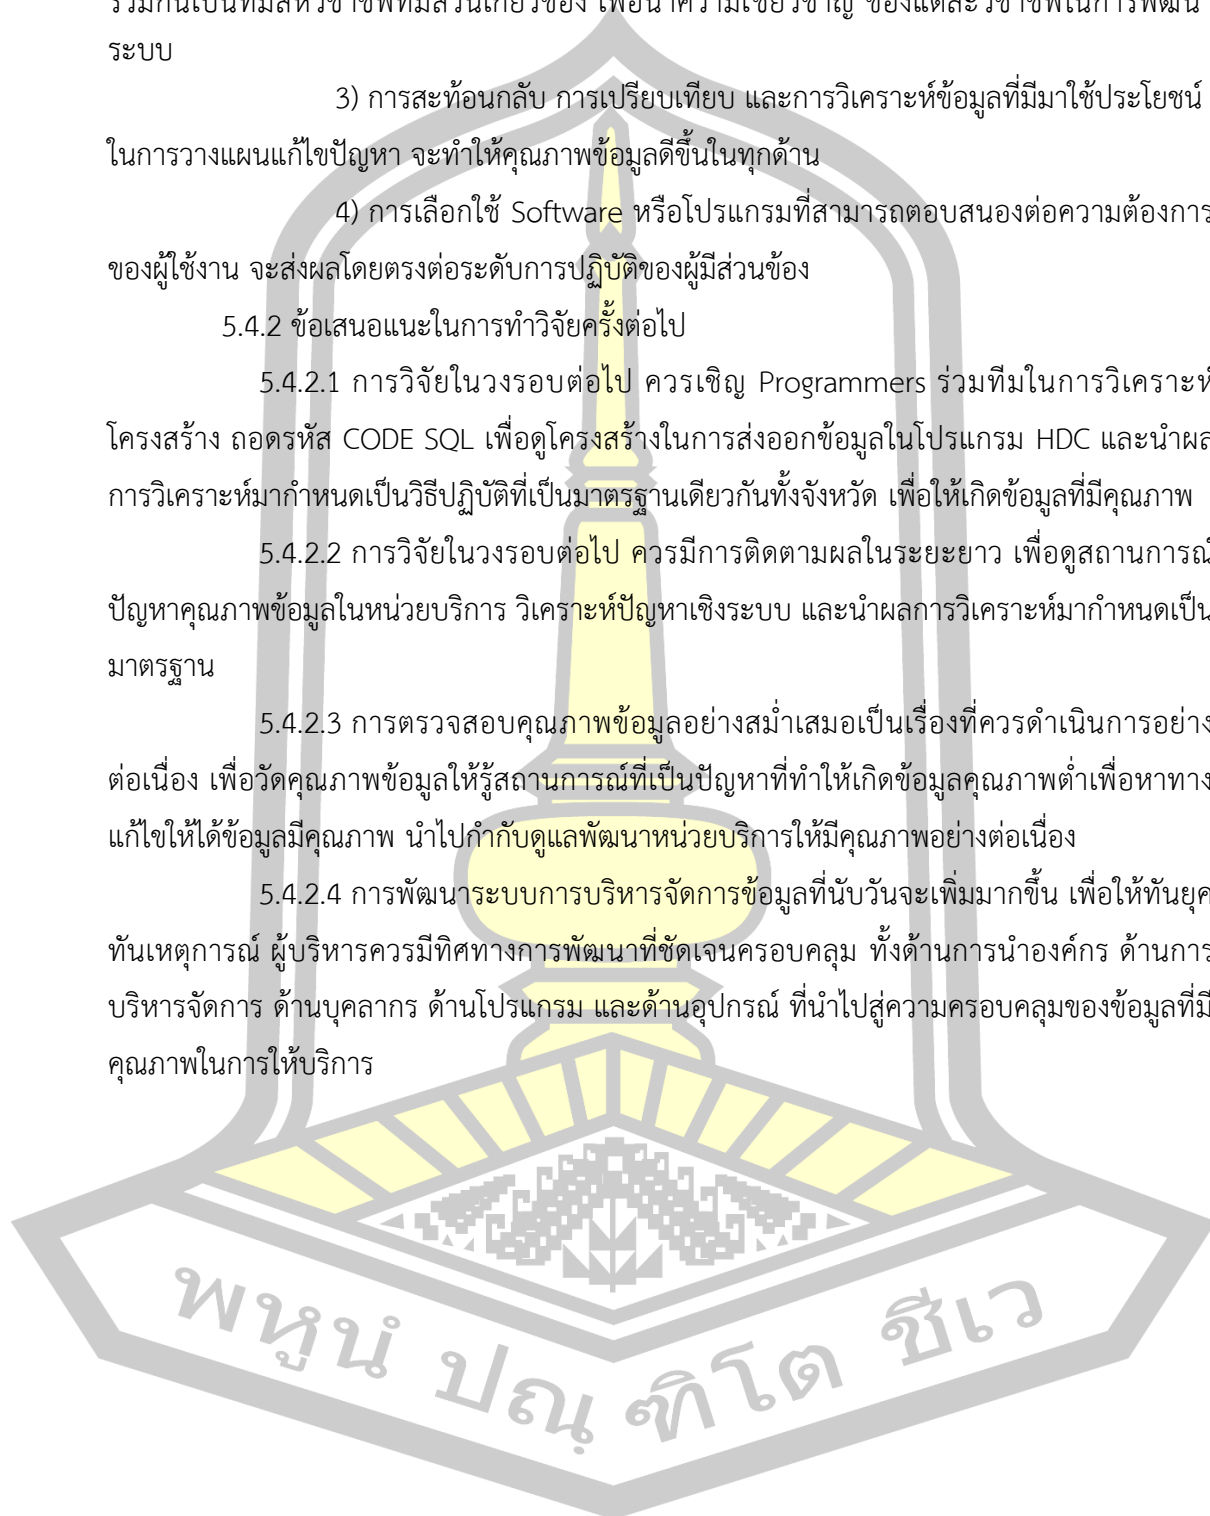 ร่วมกันเป็นทีมสหวิชาชีพที่มีส่วนเกี่ยวข้อง เพื่อนำความเชี่ยวชาญ ของแต่ละวิชาชีพในการพัฒน
ระบบ
3) การสะท้อนกลับ การเปรียบเทียบ และการวิเคราะห์ข้อมูลที่มีมาใช้ประโยชน์
ในการวางแผนแก้ไขปัญหา จะทำให้คุณภาพข้อมูลดีขึ้นในทุกด้าน
4) การเลือกใช้ Software หรือโปรแกรมที่สามารถตอบสนองต่อความต้องการ
ของผู้ใช้งาน จะส่งผลโดยตรงต่อระดับการปฏิบัติของผู้มีส่วนข้อง
5.4.2 ข้อเสนอแนะในการทำวิจัยครั้งต่อไป
5.4.2.1 การวิจัยในวงรอบต่อไป ควรเชิญ Programmers ร่วมทีมในการวิเคราะห์
โครงสร้าง ถอดรหัส CODE SQL เพื่อดูโครงสร้างในการส่งออกข้อมูลในโปรแกรม HDC และนำผล
การวิเคราะห์มากำหนดเป็นวิธีปฏิบัติที่เป็นมาตรฐานเดียวกันทั้งจังหวัด เพื่อให้เกิดข้อมูลที่มีคุณภาพ
5.4.2.2 การวิจัยในวงรอบต่อไป ควรมีการติดตามผลในระยะยาว เพื่อดูสถานการณ์
ปัญหาคุณภาพข้อมูลในหน่วยบริการ วิเคราะห์ปัญหาเชิงระบบ และนำผลการวิเคราะห์มากำหนดเป็น
มาตรฐาน
5.4.2.3 การตรวจสอบคุณภาพข้อมูลอย่างสม่ำเสมอเป็นเรื่องที่ควรดำเนินการอย่าง
ต่อเนื่อง เพื่อวัดคุณภาพข้อมูลให้รู้สถานการณ์ที่เป็นปัญหาที่ทำให้เกิดข้อมูลคุณภาพต่ำเพื่อหาทาง
แก้ไขให้ได้ข้อมูลมีคุณภาพ นำไปกำกับดูแลพัฒนาหน่วยบริการให้มีคุณภาพอย่างต่อเนื่อง
5.4.2.4 การพัฒนาระบบการบริหารจัดการข้อมูลที่นับวันจะเพิ่มมากขึ้น เพื่อให้ทันยุค
ทันเหตุการณ์ ผู้บริหารควรมีทิศทางการพัฒนาที่ชัดเจนครอบคลุม ทั้งด้านการนำองค์กร ด้านการ
บริหารจัดการ ด้านบุคลากร ด้านโปรแกรม และด้านอุปกรณ์ ที่นำไปสู่ความครอบคลุมของข้อมูลที่มี
คุณภาพในการให้บริการ
พหูนํ ปณฺฑิโต ชีเว